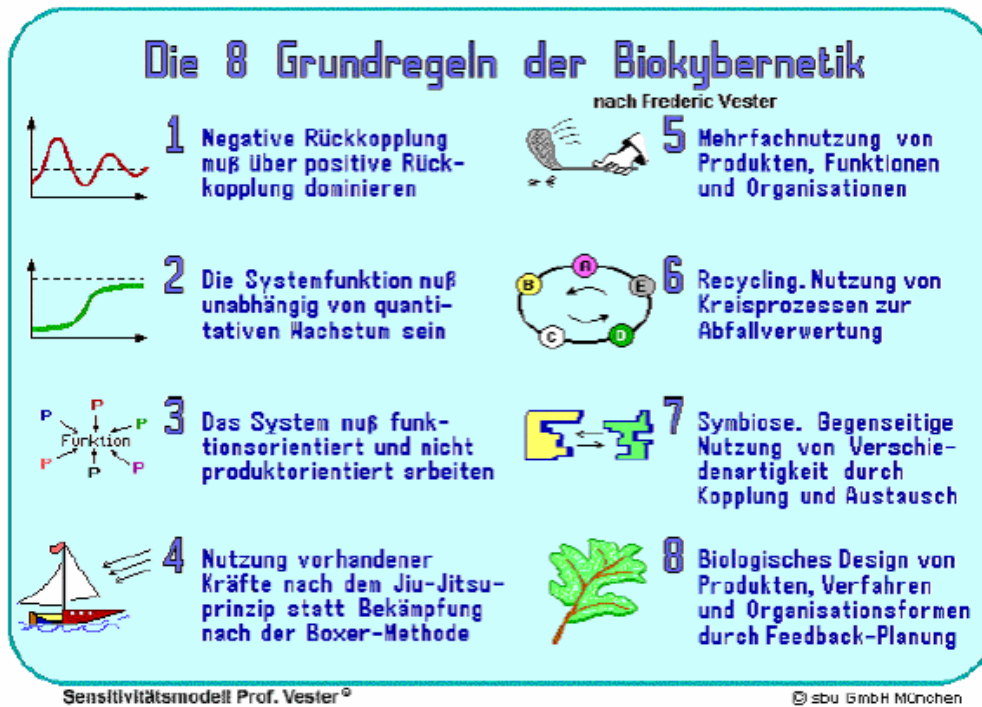 Die 8 Grundregeln der Biokybernetik
nach Frederic Vester
1 Negative Rückkopplung
muß über positive Rück-
kopplung dominieren
2 Die Systemfunktion nuß
unabhängig von quanti-
tativen Wachstum sein
P P P
Funktion
P P P
3 Das System nuß funk-
tionsorientiert und nicht
produktorientiert arbeiten
4 Nutzung vorhandener
Kräfte nach dem Jiu-Jitsu-
prinzip statt Bekämpfung
nach der Boxer-Methode
5 Mehrfachnutzung von
Produkten, Funktionen
und Organisationen
A
B E
C D
6 Recycling. Nutzung von
Kreisprozessen zur
Abfallverwertung
7 Symbiose. Gegenseitige
Nutzung von Verschie-
denartigkeit durch
Kopplung und Austausch
8 Biologisches Design von
Produkten, Verfahren
und Organisationsformen
durch Feedback-Planung
Sensitivitätsmodell Prof. Vester®
© sbu GmbH München